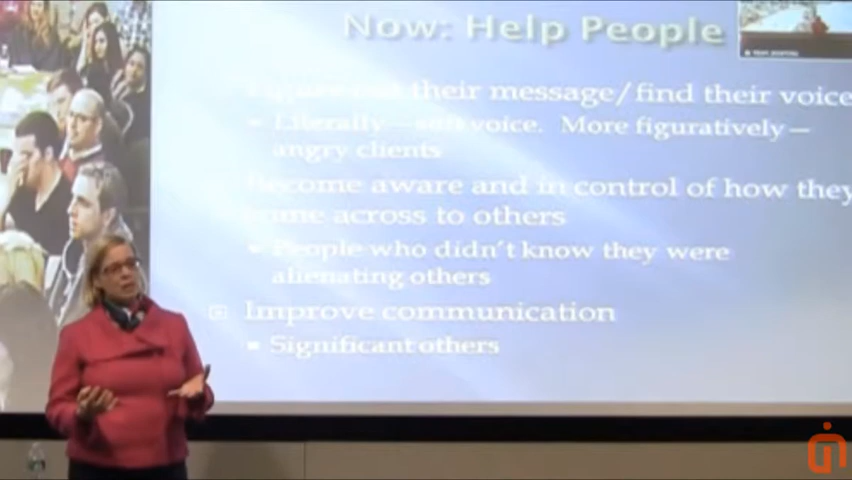 Now: Help People
their message/find their voice
Literally— voice. More figuratively—
angry clients
Become aware and in control of how they
come across to others
People who didn't know they were
alienating others
Improve communication
Significant others